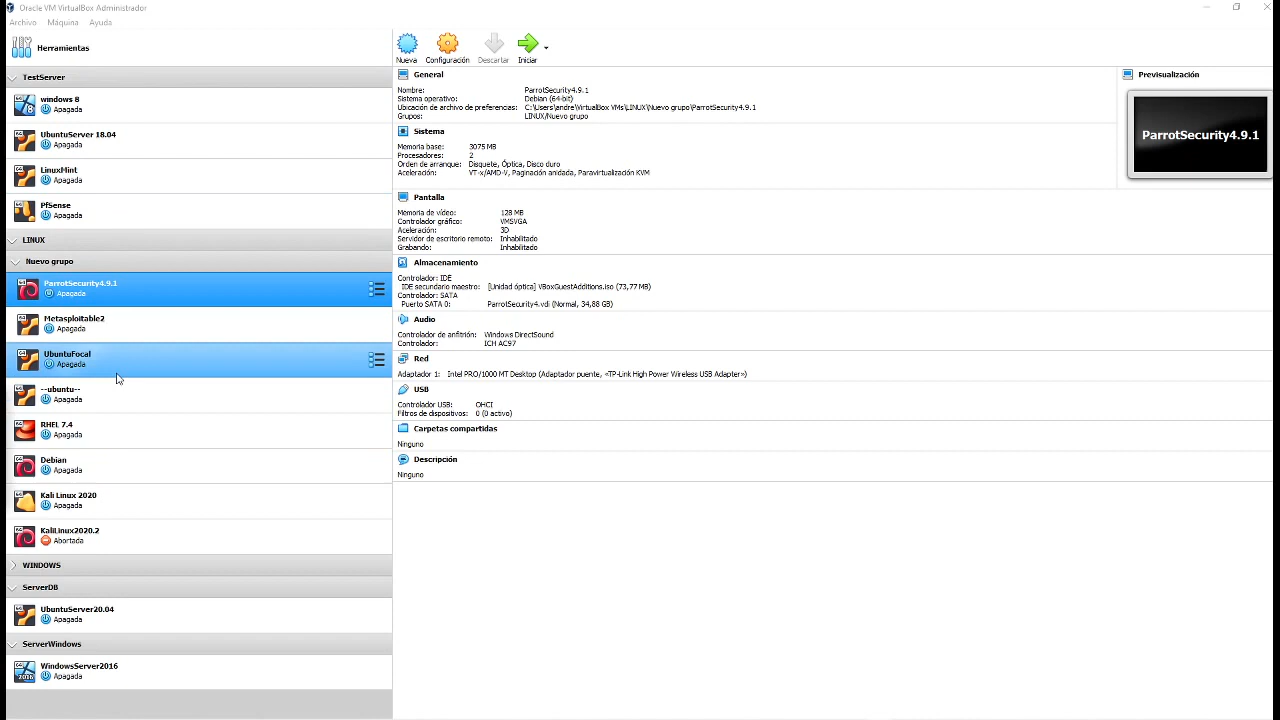 Oracle VM VirtualBox Administrador
Archivo Máquina Ayuda
Herramientas
TestServer
windows 8
Apagada
UbuntuServer 18.04
Apagada
LinuxMint
Apagada
PfSense
Apagada
LINUX
Nuevo grupo
ParrotSecurity4.9.1
Apagada
Metasploitable2
Apagada
UbuntuFocal
Apagada
--ubuntu--
Apagada
RHEL 7.4
Apagada
Debian
Apagada
Kali Linux 2020
Apagada
KaliLinux2020.2
Abortada
WINDOWS
ServerDB
UbuntuServer20.04
Apagada
ServerWindows
WindowsServer2016
Apagada
Nueva Configuración Descartar Iniciar
General
Nombre: ParrotSecurity4.9.1
Sistema operativo: Debian (64-bit)
Ubicación de archivo de preferencias: C:\Users\andre\VirtualBox VMs\LINUX\Nuevo grupo\ParrotSecurity4.9.1
Grupos: LINUX/Nuevo grupo
Sistema
Memoria base: 3075 MB
Procesadores: 2
Orden de arranque: Disquete, Óptica, Disco duro
Aceleración: VT-x/AMD-V, Paginación anidada, Paravirtualización KVM
Pantalla
Memoria de vídeo: 128 MB
Controlador gráfico: VMSVGA
Aceleración: 3D
Servidor de escritorio remoto: Inhabilitado
Grabando: Inhabilitado
Almacenamiento
Controlador: IDE
IDE secundario maestro: [Unidad óptica] VBoxGuestAdditions.iso (73,77 MB)
Controlador: SATA
Puerto SATA 0: ParrotSecurity4.vdi (Normal, 34,88 GB)
Audio
Controlador de anfitrión: Windows DirectSound
Controlador: ICH AC97
Red
Adaptador 1: Intel PRO/1000 MT Desktop (Adaptador puente, «TP-Link High Power Wireless USB Adapter»)
USB
Controlador USB: OHCI
Filtros de dispositivos: 0 (0 activo)
Carpetas compartidas
Ninguno
Descripción
Ninguno
Previsualización
ParrotSecurity4.9.1